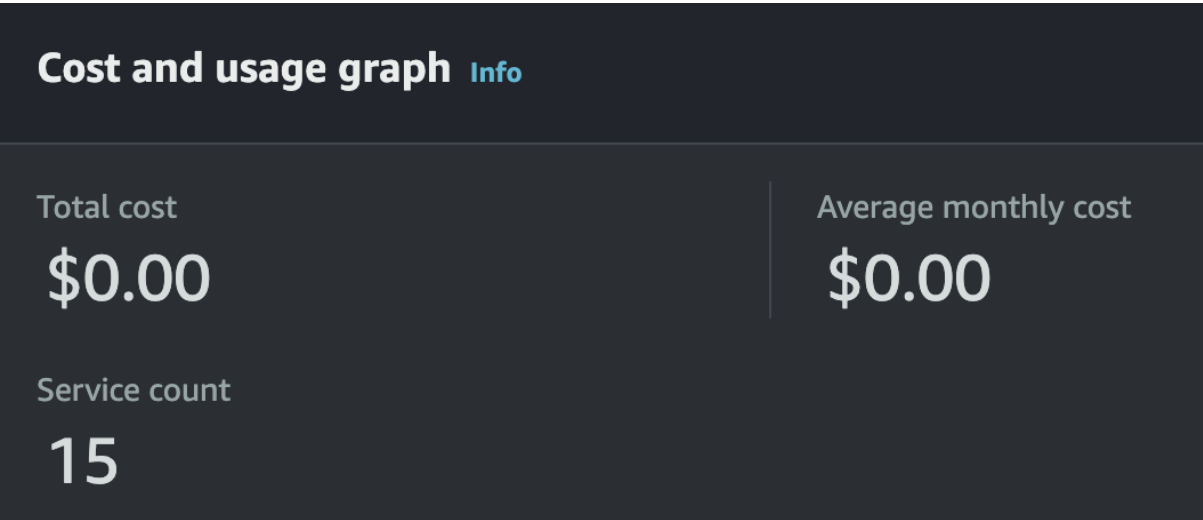 Cost and usage graph Info
Total cost
$0.00
Average monthly cost
$0.00
Service count
15